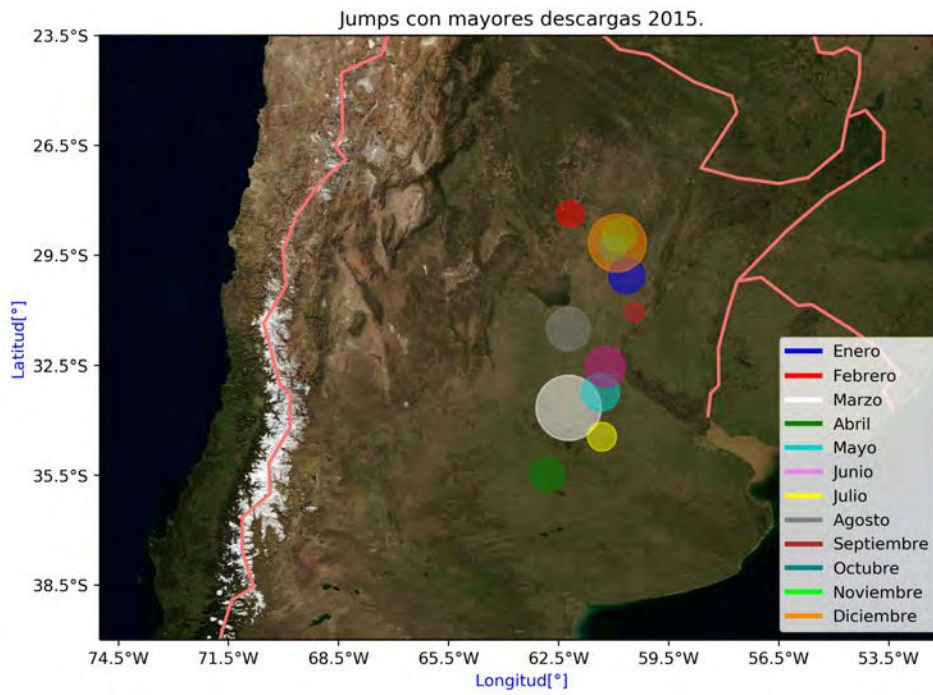 Jumps con mayores descargas 2015.
23.5°S
26.5°S
29.5°S
32.5°S
35.5°S
38.5°S
Latitud[°]
Enero
Febrero
Marzo
Abril
Mayo
Junio
Julio
Agosto
Septiembre
Octubre
Noviembre
Diciembre
74.5°W 71.5°W 68.5°W 65.5°W 62.5°W 59.5°W 56.5°W 53.5°W
Longitud[°]